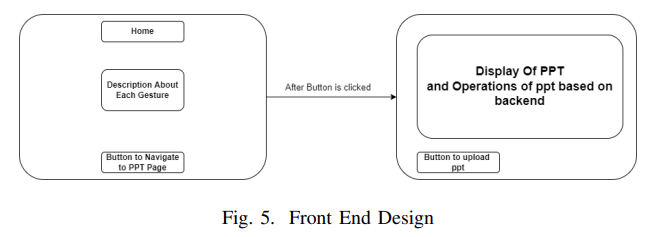 Home
Description About
Each Gesture
Button to Navigate
to PPT Page
After Button is clicked
Display Of PPT
and Operations of ppt based on
backend
Button to upload
ppt
Fig. 5. Front End Design